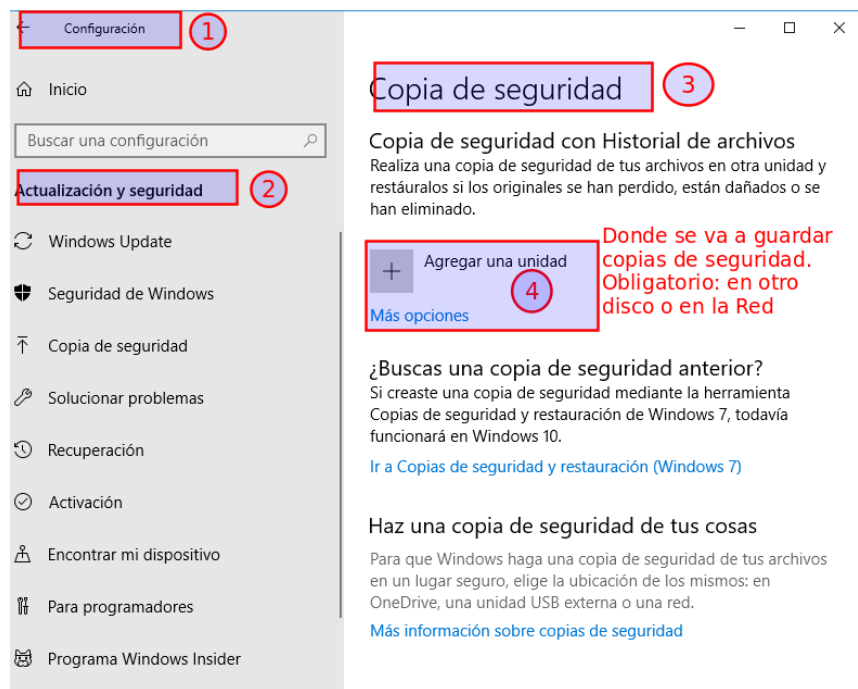 Configuración
1
Inicio
Buscar una configuración
Actualización y seguridad
2
Windows Update
Seguridad de Windows
Copia de seguridad
Solucionar problemas
Recuperación
Activación
Encontrar mi dispositivo
Para programadores
Programa Windows Insider
Copia de seguridad
3
Copia de seguridad con Historial de archivos
Realiza una copia de seguridad de tus archivos en otra unidad y
restáuralos si los originales se han perdido, están dañados o se
han eliminado.
Agregar una unidad
4
Más opciones
Donde se va a guardar
copias de seguridad.
Obligatorio: en otro
disco o en la Red
¿Buscas una copia de seguridad anterior?
Si creaste una copia de seguridad mediante la herramienta
Copias de seguridad y restauración de Windows 7, todavía
funcionará en Windows 10.
Ir a Copias de seguridad y restauración (Windows 7)
Haz una copia de seguridad de tus cosas
Para que Windows haga una copia de seguridad de tus archivos
en un lugar seguro, elige la ubicación de los mismos: en
OneDrive, una unidad USB externa o una red.
Más información sobre copias de seguridad